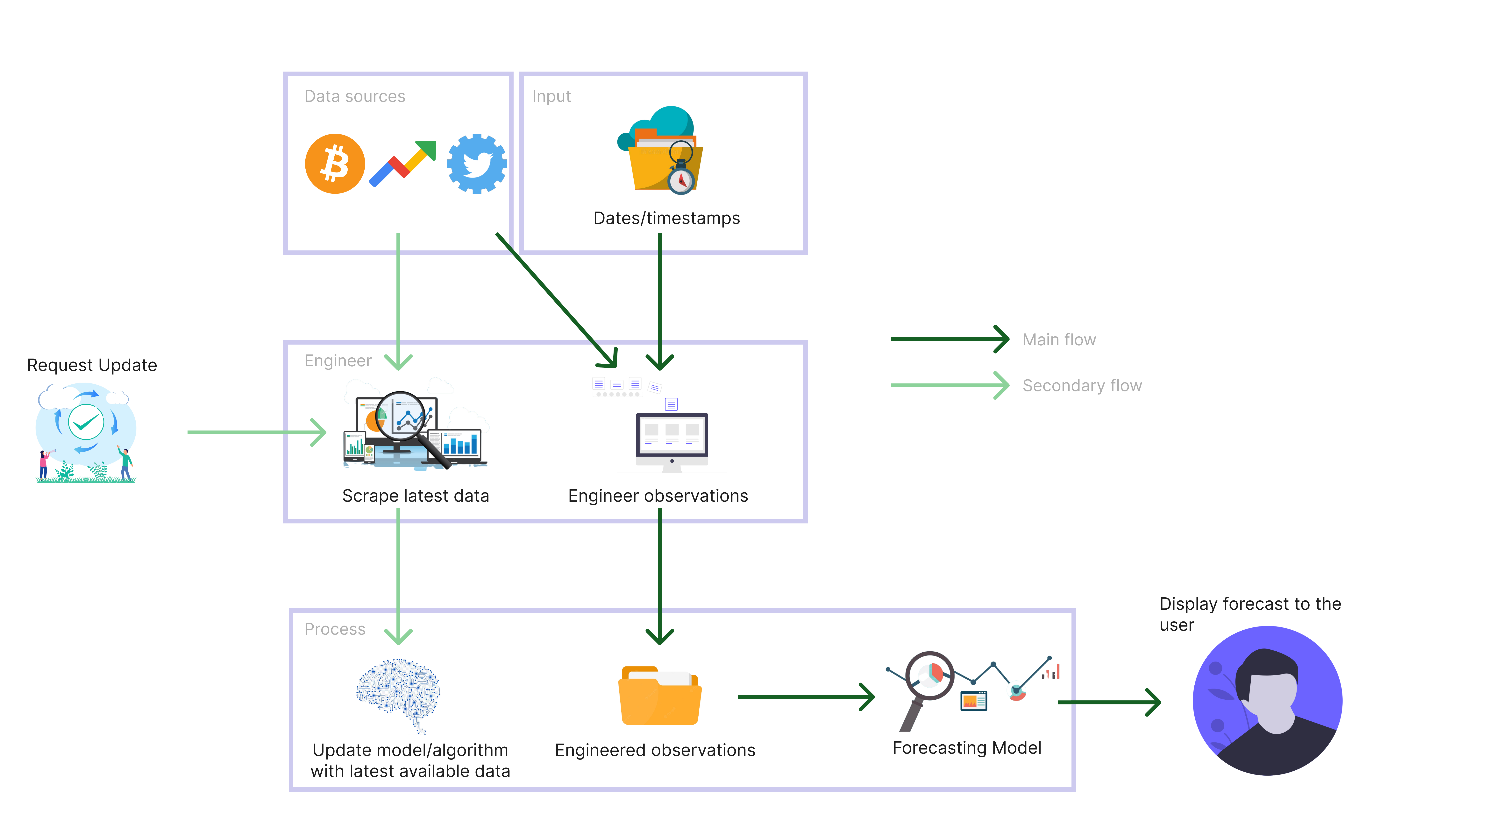 Data sources
Input
Dates/timestamps
Request Update
Engineer
Main flow
Secondary flow
Scrape latest data
Engineer observations
Process
Display forecast to the
user
Update model/algorithm
with latest available data
Engineered observations
Forecasting Model